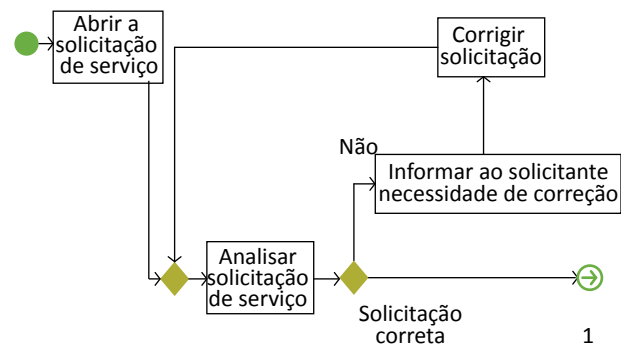 Abrir a
solicitação
de serviço
Corrigir
solicitação
Não
Informar ao solicitante
necessidade de correção
Analisar
solicitação
de serviço
Solicitação
correta
1